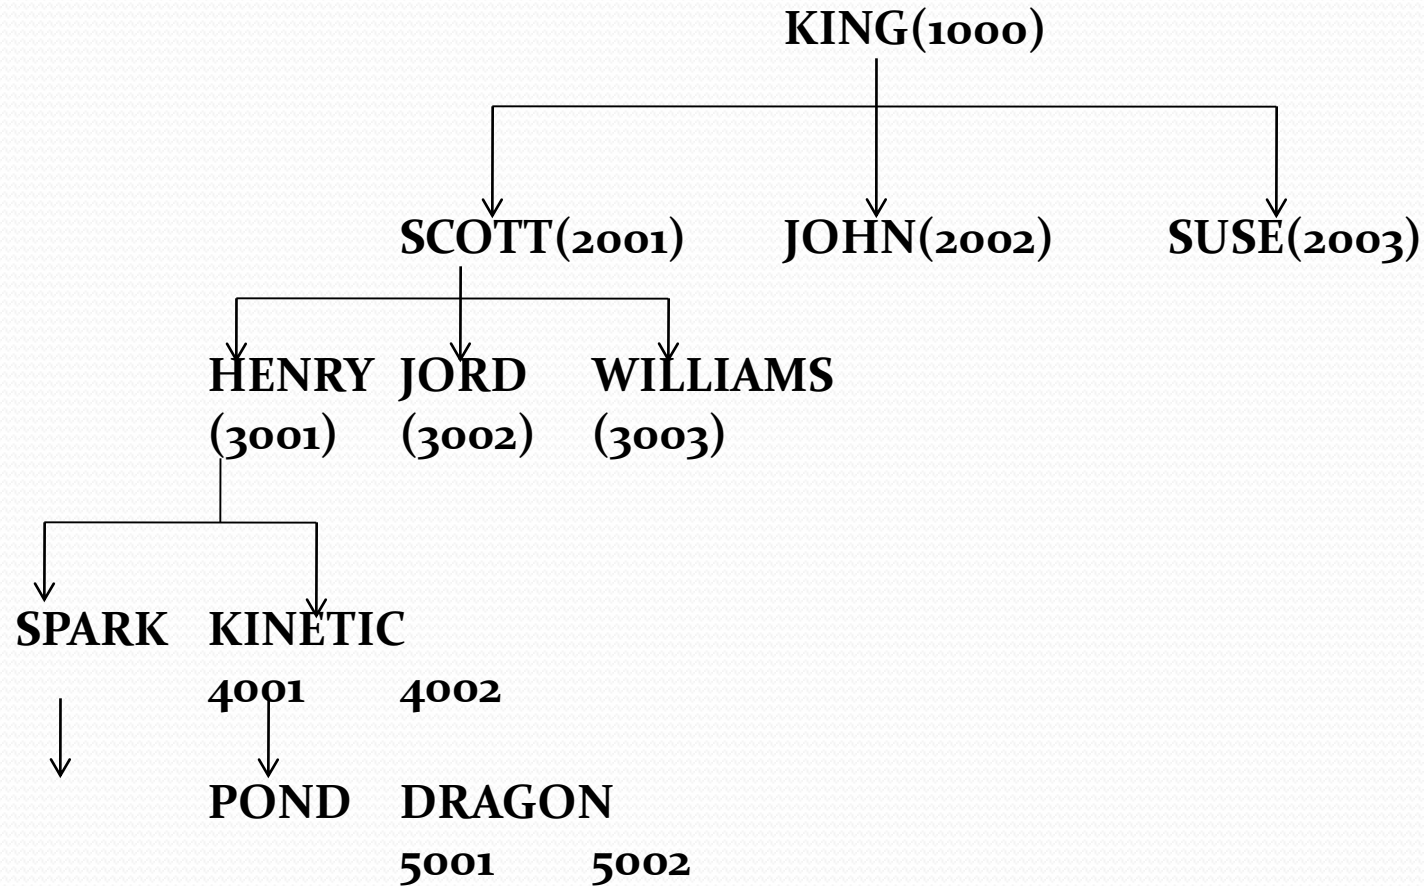 KING(1000)
SCOTT(2001) JOHN(2002) SUSE(2003)
HENRY JORD WILLIAMS
(3001) (3002) (3003)
SPARK KINETIC
4001 4002
POND DRAGON
5001 5002